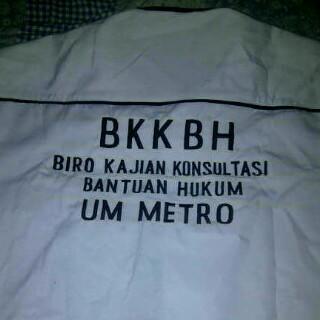 BKKBH
BIRO KAJIAN KONSULTASI
BANTUAN HUKUM
UM METRO